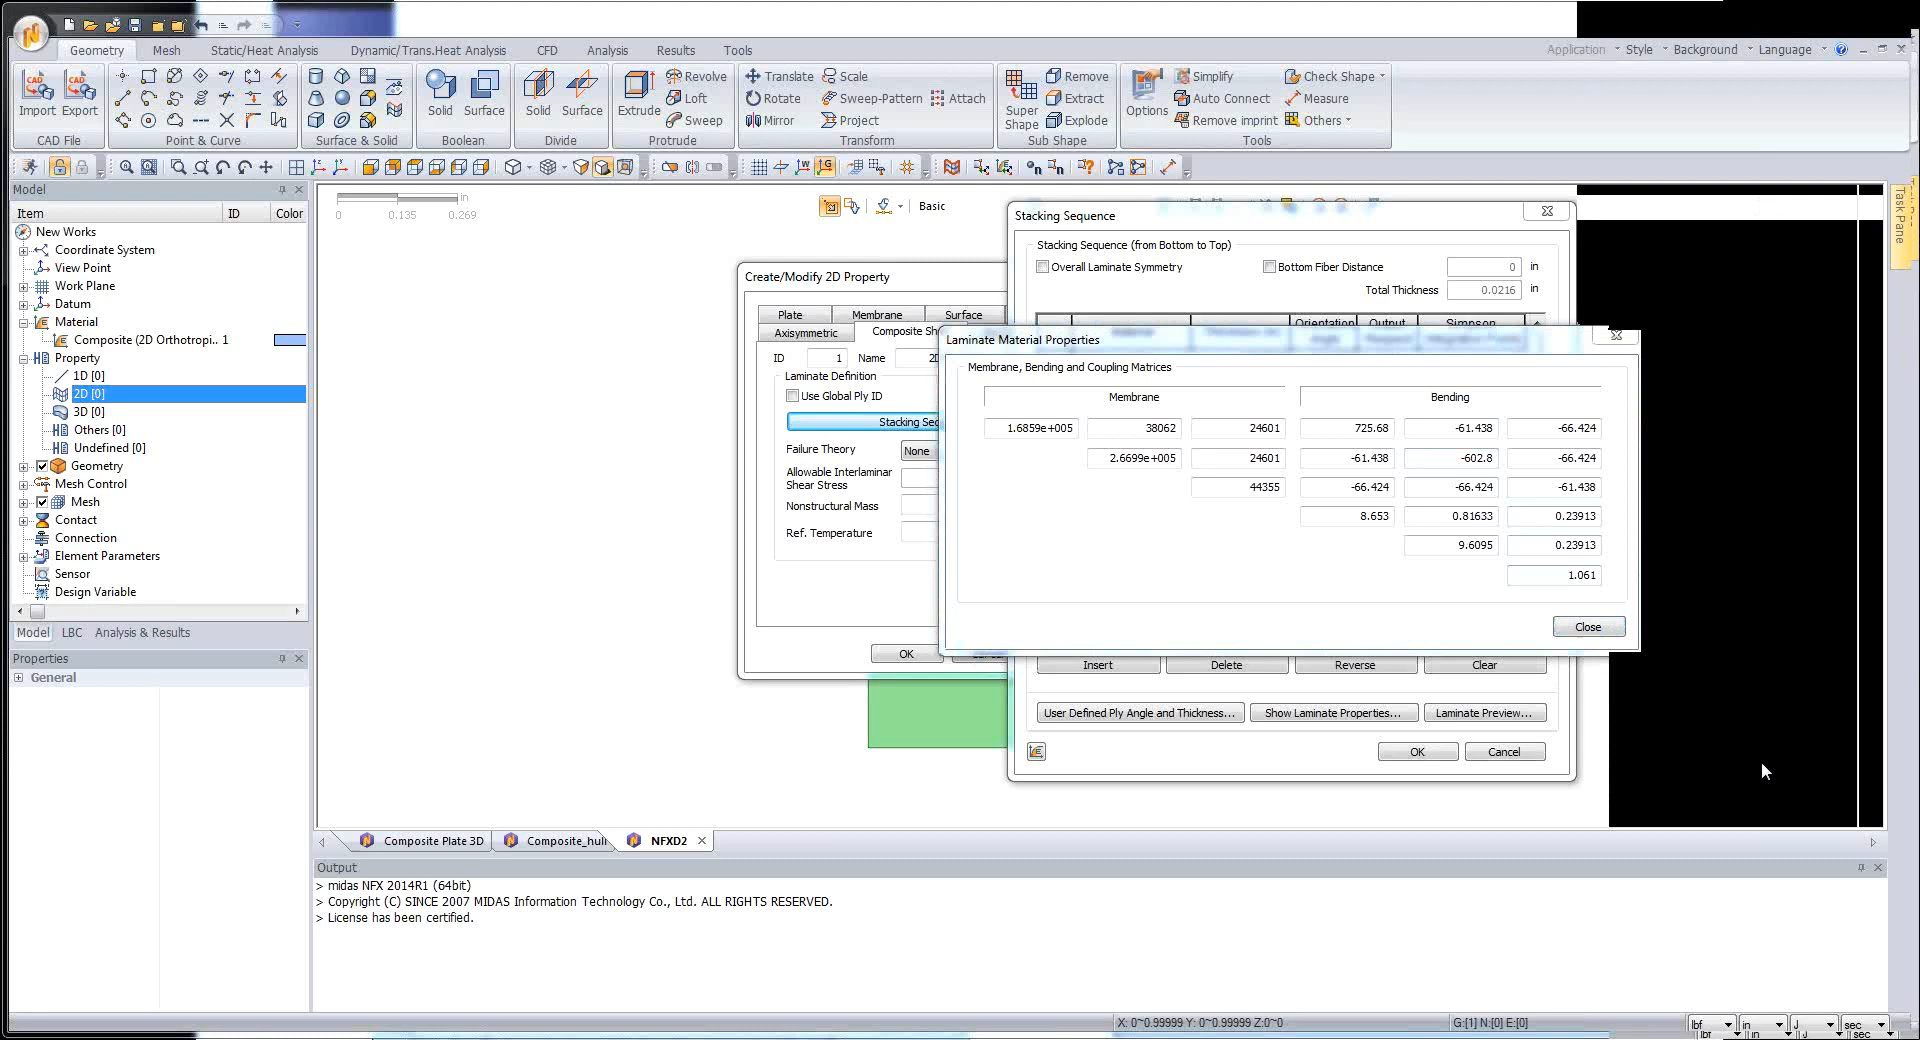 Geometry Mesh Static/Heat Analysis Dynamic/Trans.Heat Analysis CFD Analysis Results Tools
Application Style Background Language
Import Export
CAD File
Point & Curve
Surface & Solid
Solid Surface
Boolean
Solid Surface
Divide
Extrude
Revolve
Loft
Sweep
Protrude
Translate Scale
Rotate Sweep-Pattern Attach
Mirror Project
Transform
Super
Shape
Remove
Extract
Explode
Sub Shape
Options
Simplify Check Shape
Auto Connect Measure
Remove imprint Others
Tools
Model
Item ID Color
New Works
Coordinate System
View Point
Work Plane
Datum
Material
Composite (2D Orthotropi.. 1
Property
1D [0]
2D [0]
3D [0]
Others [0]
Undefined [0]
Geometry
Mesh Control
Mesh
Contact
Connection
Element Parameters
Sensor
Design Variable
Model LBC Analysis & Results
Properties
General
in
0 0.135 0.269
Basic
Task Pane
Create/Modify 2D Property
Plate Membrane Surface
Axisymmetric Composite Sh
ID 1 Name 2D
Laminate Definition
Use Global Ply ID
Stacking Sec
Failure Theory None
Allowable Interlaminar
Shear Stress
Nonstructural Mass
Ref. Temperature
OK
Stacking Sequence
Stacking Sequence (from Bottom to Top)
Overall Laminate Symmetry Bottom Fiber Distance 0 in
Total Thickness 0.0216 in
Orientation Output Simpson
Laminate Material Properties
Membrane, Bending and Coupling Matrices
Membrane Bending
1.6859e+005 38062 24601 725.68 -61.438 -66.424
2.6699e+005 24601 -61.438 -602.8 -66.424
44355 -66.424 -66.424 -61.438
8.653 0.81633 0.23913
9.6095 0.23913
1.061
Close
Insert Delete Reverse Clear
User Defined Ply Angle and Thickness... Show Laminate Properties... Laminate Preview...
OK Cancel
Composite Plate 3D Composite_hull NFXD2
Output
> midas NFX 2014R1 (64bit)
> Copyright (C) SINCE 2007 MIDAS Information Technology Co., Ltd. ALL RIGHTS RESERVED.
> License has been certified.
X: 0~0.99999 Y: 0~0.99999 Z:0~0 G:[1] N:[0] E:[0] lbf in J sec
lbf in J sec